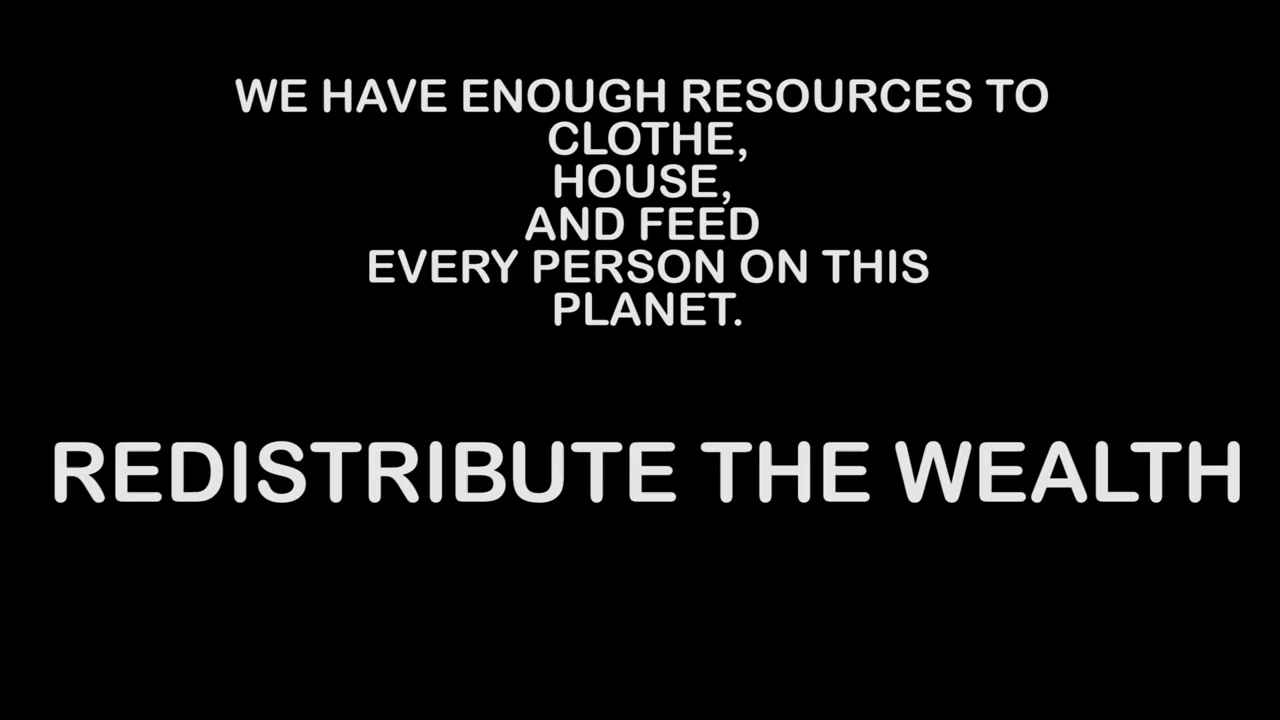 WE HAVE ENOUGH RESOURCES TO
CLOTHE,
HOUSE,
AND FEED
EVERY PERSON ON THIS
PLANET.
REDISTRIBUTE THE WEALTH